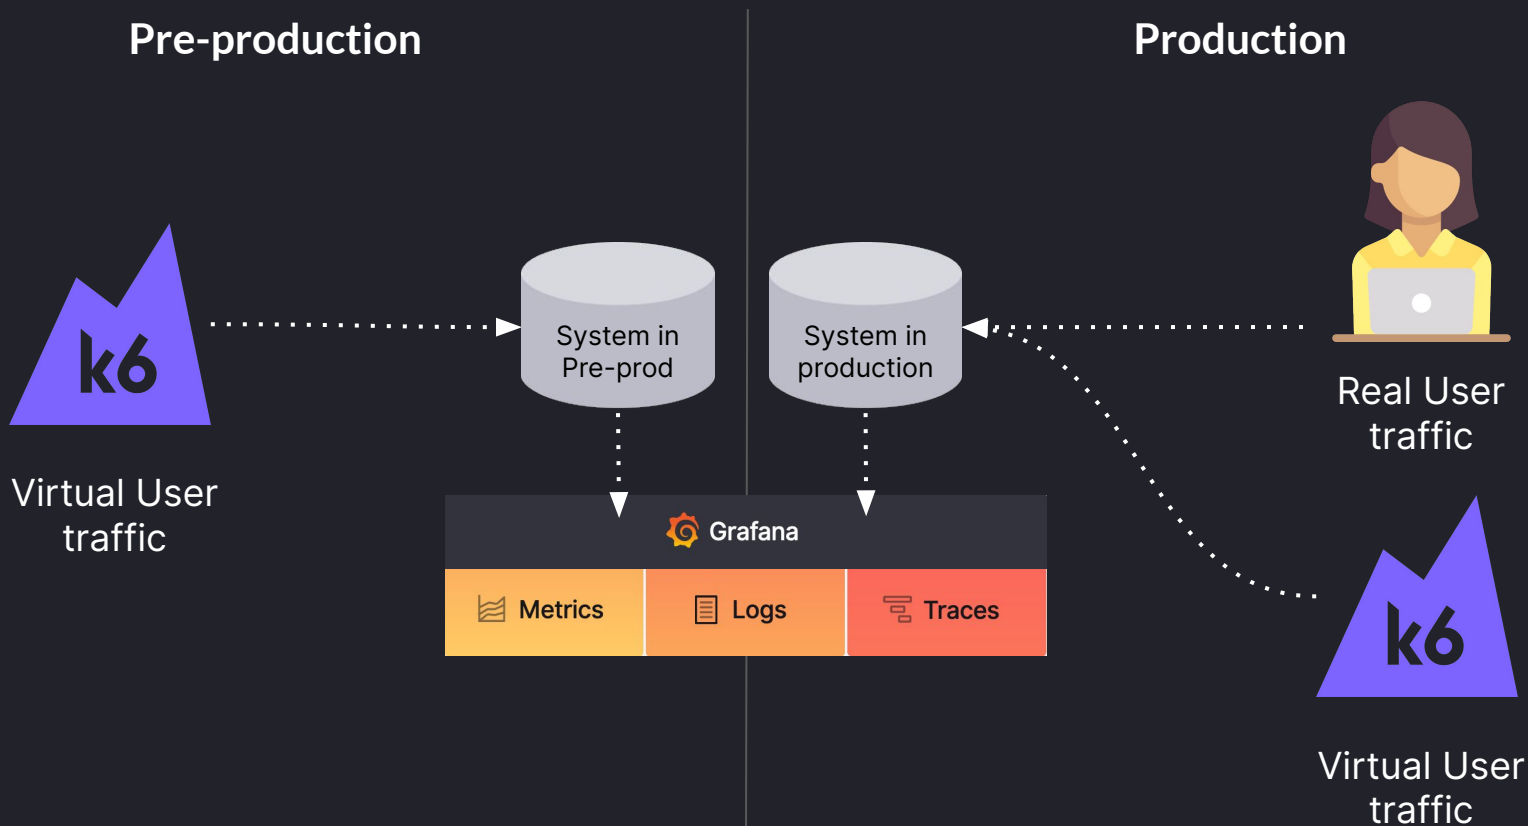 Pre-production
Production
k6
Virtual User
traffic
System in
Pre-prod
System in
production
Real User
traffic
Grafana
Metrics
Logs
Traces
k6
Virtual User
traffic